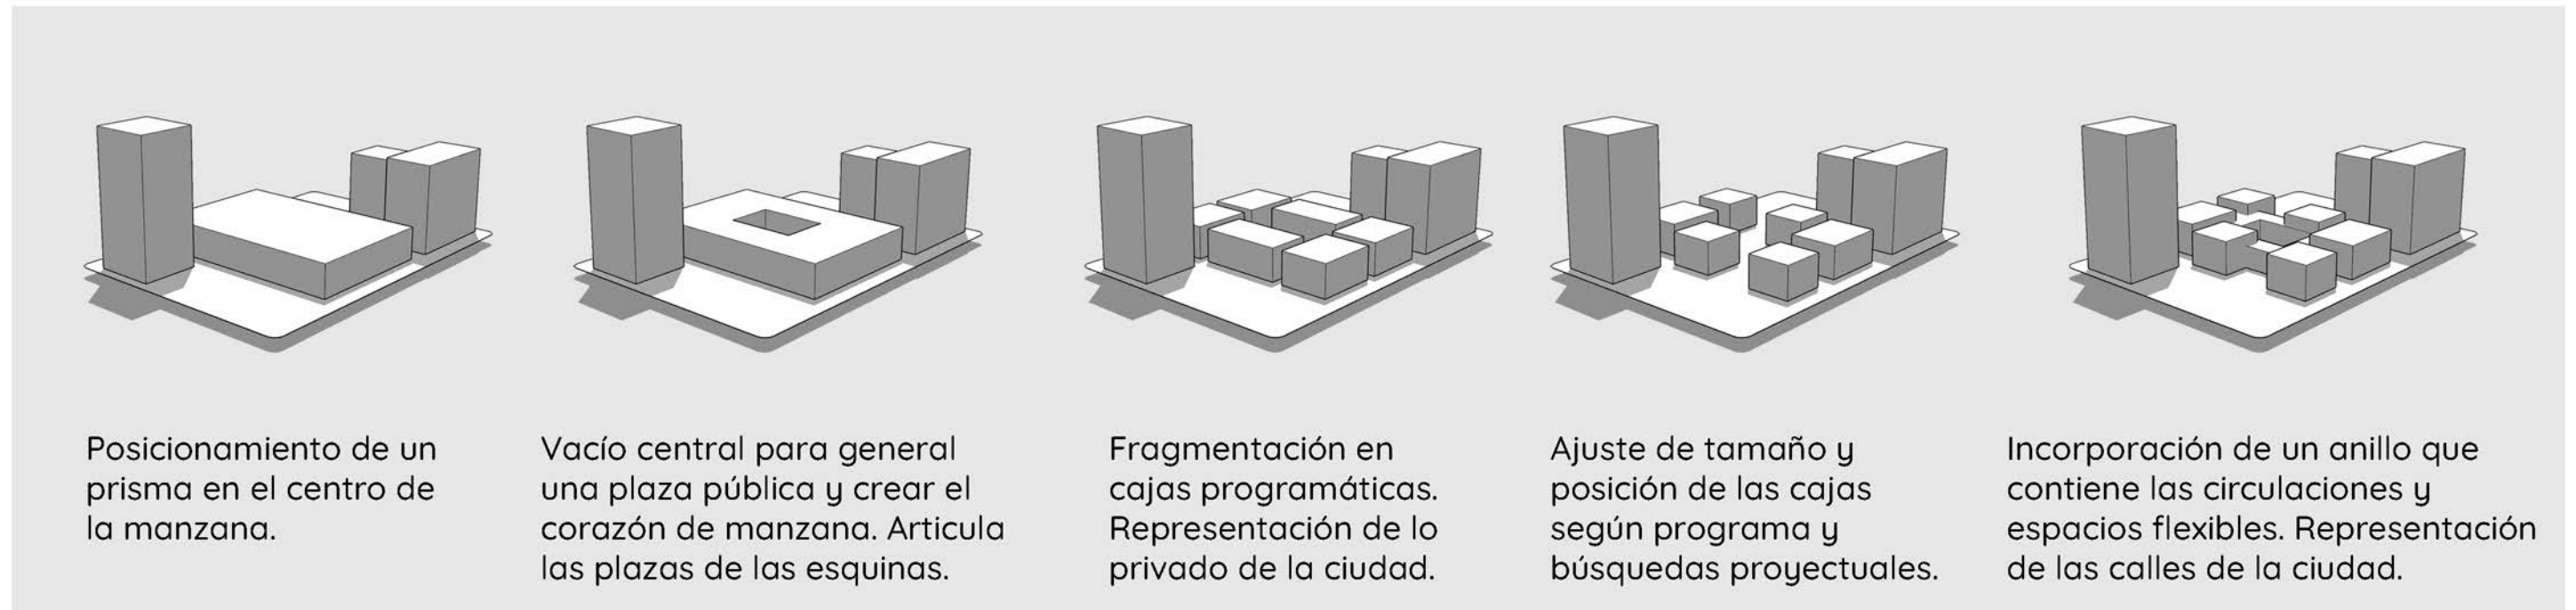 Posicionamiento de un
prisma en el centro de
la manzana.
Vacío central para general
una plaza pública y crear el
corazón de manzana. Articula
las plazas de las esquinas.
Fragmentación en
cajas programáticas.
Representación de lo
privado de la ciudad.
Ajuste de tamaño y
posición de las cajas
según programa y
búsquedas proyectuales.
Incorporación de un anillo que
contiene las circulaciones y
espacios flexibles. Representación
de las calles de la ciudad.